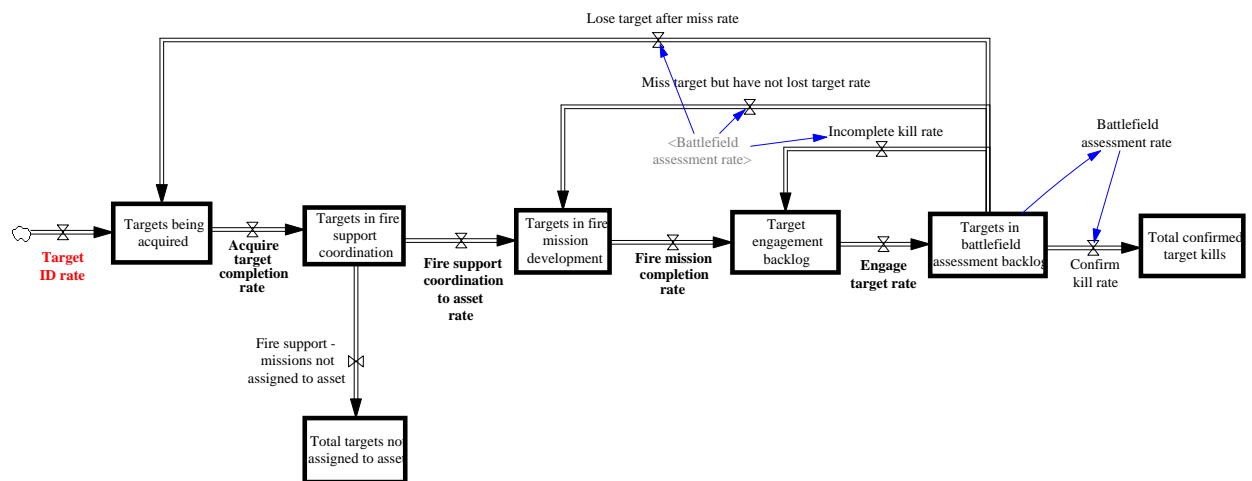 Lose target after miss rate
Miss target but have not lost target rate
<Battlefield
assessment rate>
Incomplete kill rate
Battlefield
assessment rate
Targets being
acquired
Targets in fire
support
coordination
Targets in fire
mission
development
Target
engagement
backlog
Targets in
battlefield
assessment backlog
Total confirmed
target kills
Target
ID rate
Acquire
target
completion
rate
Fire support
coordination
to asset
rate
Fire mission
completion
rate
Engage
target rate
Confirm
kill rate
Fire support -
missions not
assigned to asset
Total targets not
assigned to asset